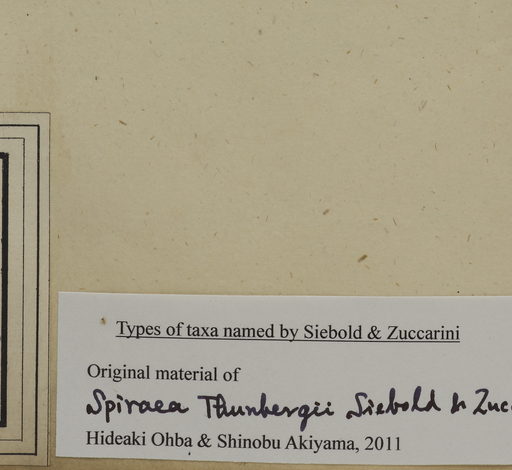 Types of taxa named by Siebold & Zuccarini
Original material of
Spiraea Thunbergii Siebold & Zucc
Hideaki Ohba & Shinobu Akiyama, 2011